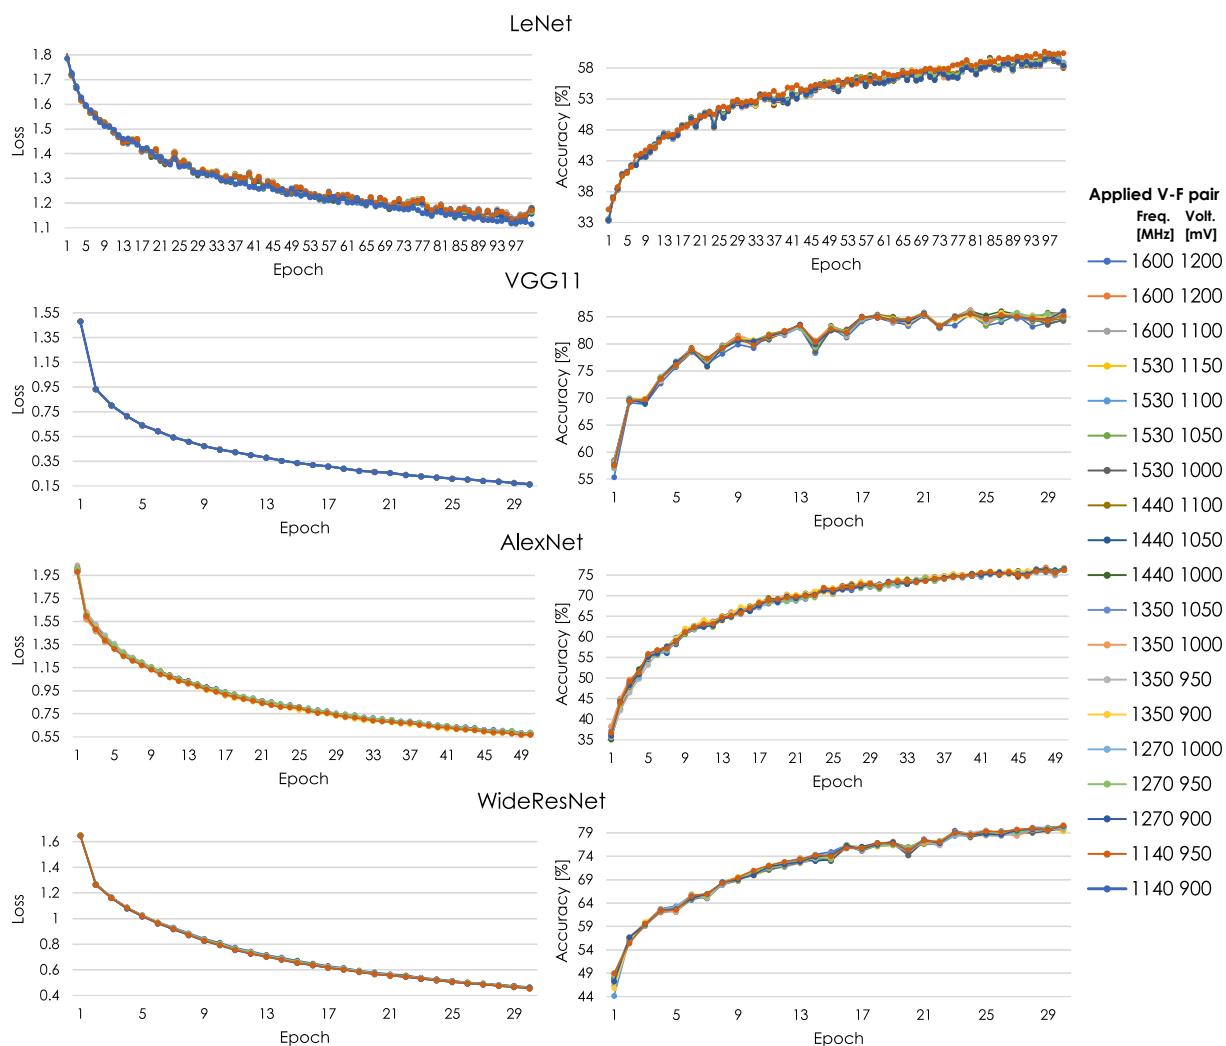 LeNet
1.8
1.7
1.6
1.5
1.4
1.3
1.2
1.1
Loss
1 5 9 13 17 21 25 29 33 37 41 45 49 53 57 61 65 69 73 77 81 85 89 93 97
Epoch
58
53
48
43
38
33
Accuracy [%]
1 5 9 13 17 21 25 29 33 37 41 45 49 53 57 61 65 69 73 77 81 85 89 93 97
Epoch
VGG11
1.55
1.35
1.15
0.95
0.75
0.55
0.35
0.15
Loss
1 5 9 13 17 21 25 29
Epoch
85
80
75
70
65
60
55
Accuracy [%]
1 5 9 13 17 21 25 29
Epoch
AlexNet
1.95
1.75
1.55
1.35
1.15
0.95
0.75
0.55
Loss
1 5 9 13 17 21 25 29 33 37 41 45 49
Epoch
75
70
65
60
55
50
45
40
35
Accuracy [%]
1 5 9 13 17 21 25 29 33 37 41 45 49
Epoch
WideResNet
1.6
1.4
1.2
1
0.8
0.6
0.4
Loss
1 5 9 13 17 21 25 29
Epoch
79
74
69
64
59
54
49
44
Accuracy [%]
1 5 9 13 17 21 25 29
Epoch
Applied V-F pair
Freq. Volt.
[MHz] [mV]
1600 1200
1600 1200
1600 1100
1530 1150
1530 1100
1530 1050
1530 1000
1440 1100
1440 1050
1440 1000
1350 1050
1350 1000
1350 950
1350 900
1270 1000
1270 950
1270 900
1140 950
1140 900